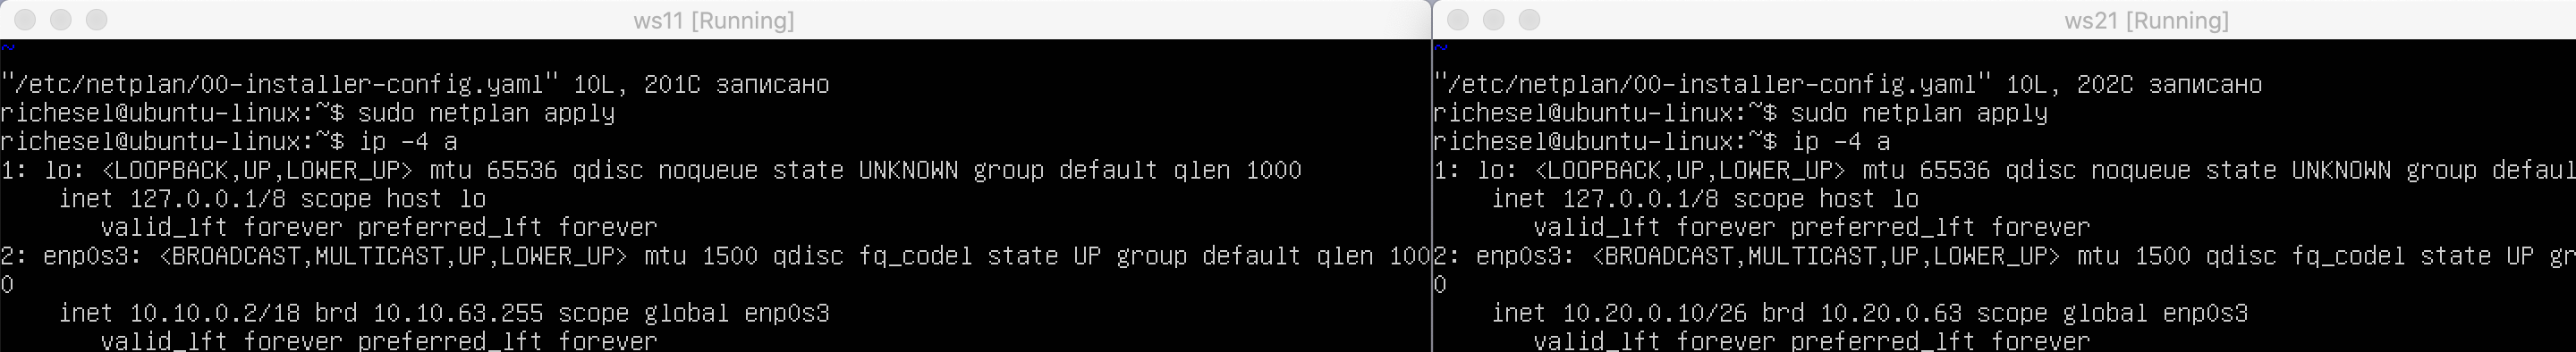 ws11 [Running]
~
"/etc/netplan/00-installer-config.yaml" 10L, 201C записано
richesel@ubuntu-linux:~$ sudo netplan apply
richesel@ubuntu-linux:~$ ip -4 a
1: lo: <LOOPBACK,UP,LOWER_UP> mtu 65536 qdisc noqueue state UNKNOWN group default qlen 1000
    inet 127.0.0.1/8 scope host lo
       valid_lft forever preferred_lft forever
2: enp0s3: <BROADCAST,MULTICAST,UP,LOWER_UP> mtu 1500 qdisc fq_codel state UP group default qlen 100
0
    inet 10.10.0.2/18 brd 10.10.63.255 scope global enp0s3
       valid_lft forever preferred_lft forever
ws21 [Running]
~
"/etc/netplan/00-installer-config.yaml" 10L, 202C записано
richesel@ubuntu-linux:~$ sudo netplan apply
richesel@ubuntu-linux:~$ ip -4 a
1: lo: <LOOPBACK,UP,LOWER_UP> mtu 65536 qdisc noqueue state UNKNOWN group defaul
    inet 127.0.0.1/8 scope host lo
       valid_lft forever preferred_lft forever
2: enp0s3: <BROADCAST,MULTICAST,UP,LOWER_UP> mtu 1500 qdisc fq_codel state UP gr
0
    inet 10.20.0.10/26 brd 10.20.0.63 scope global enp0s3
       valid_lft forever preferred_lft forever